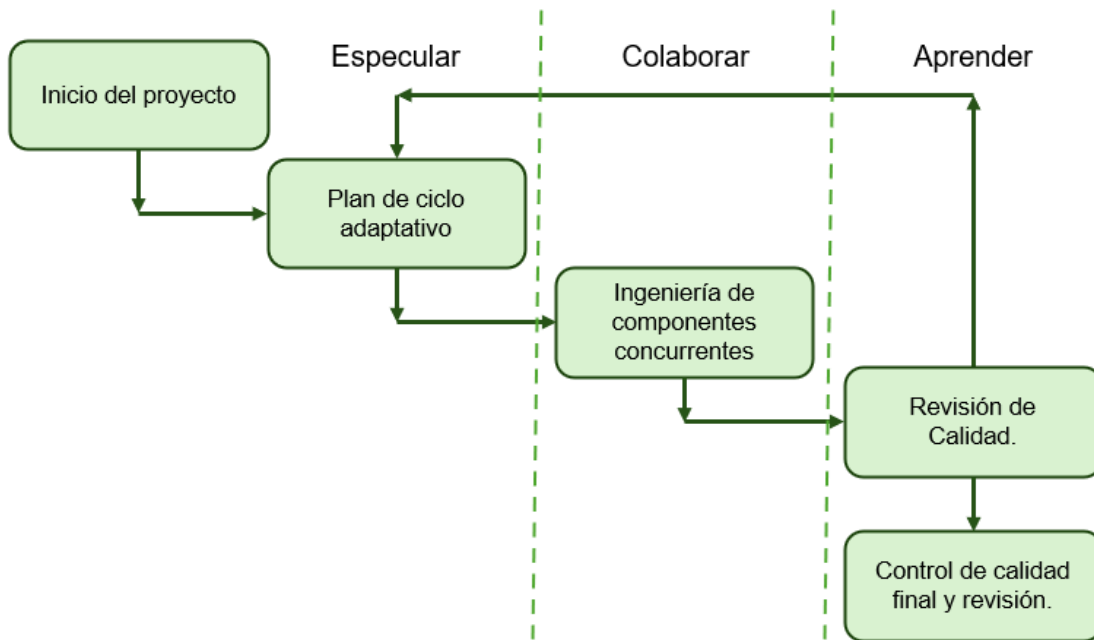 Especular
Colaborar
Aprender
Inicio del proyecto
Plan de ciclo
adaptativo
Ingeniería de
componentes
concurrentes
Revisión de
Calidad.
Control de calidad
final y revisión.